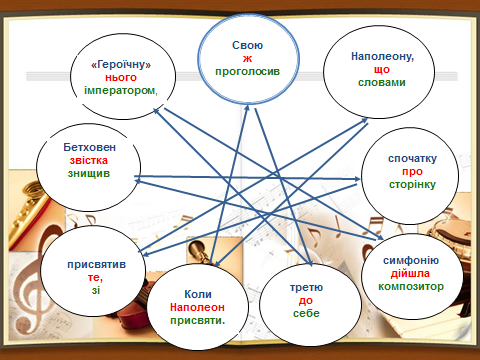 Свою
ж
проголосив
Наполеону,
що
словами
спочатку
про
сторінку
симфонію
дійшла
композитор
третю
до
себе
Коли
Наполеон
присвяти.
присвятив
те,
зі
Бетховен
звістка
знищив
«Героїчну»
нього
імператором,